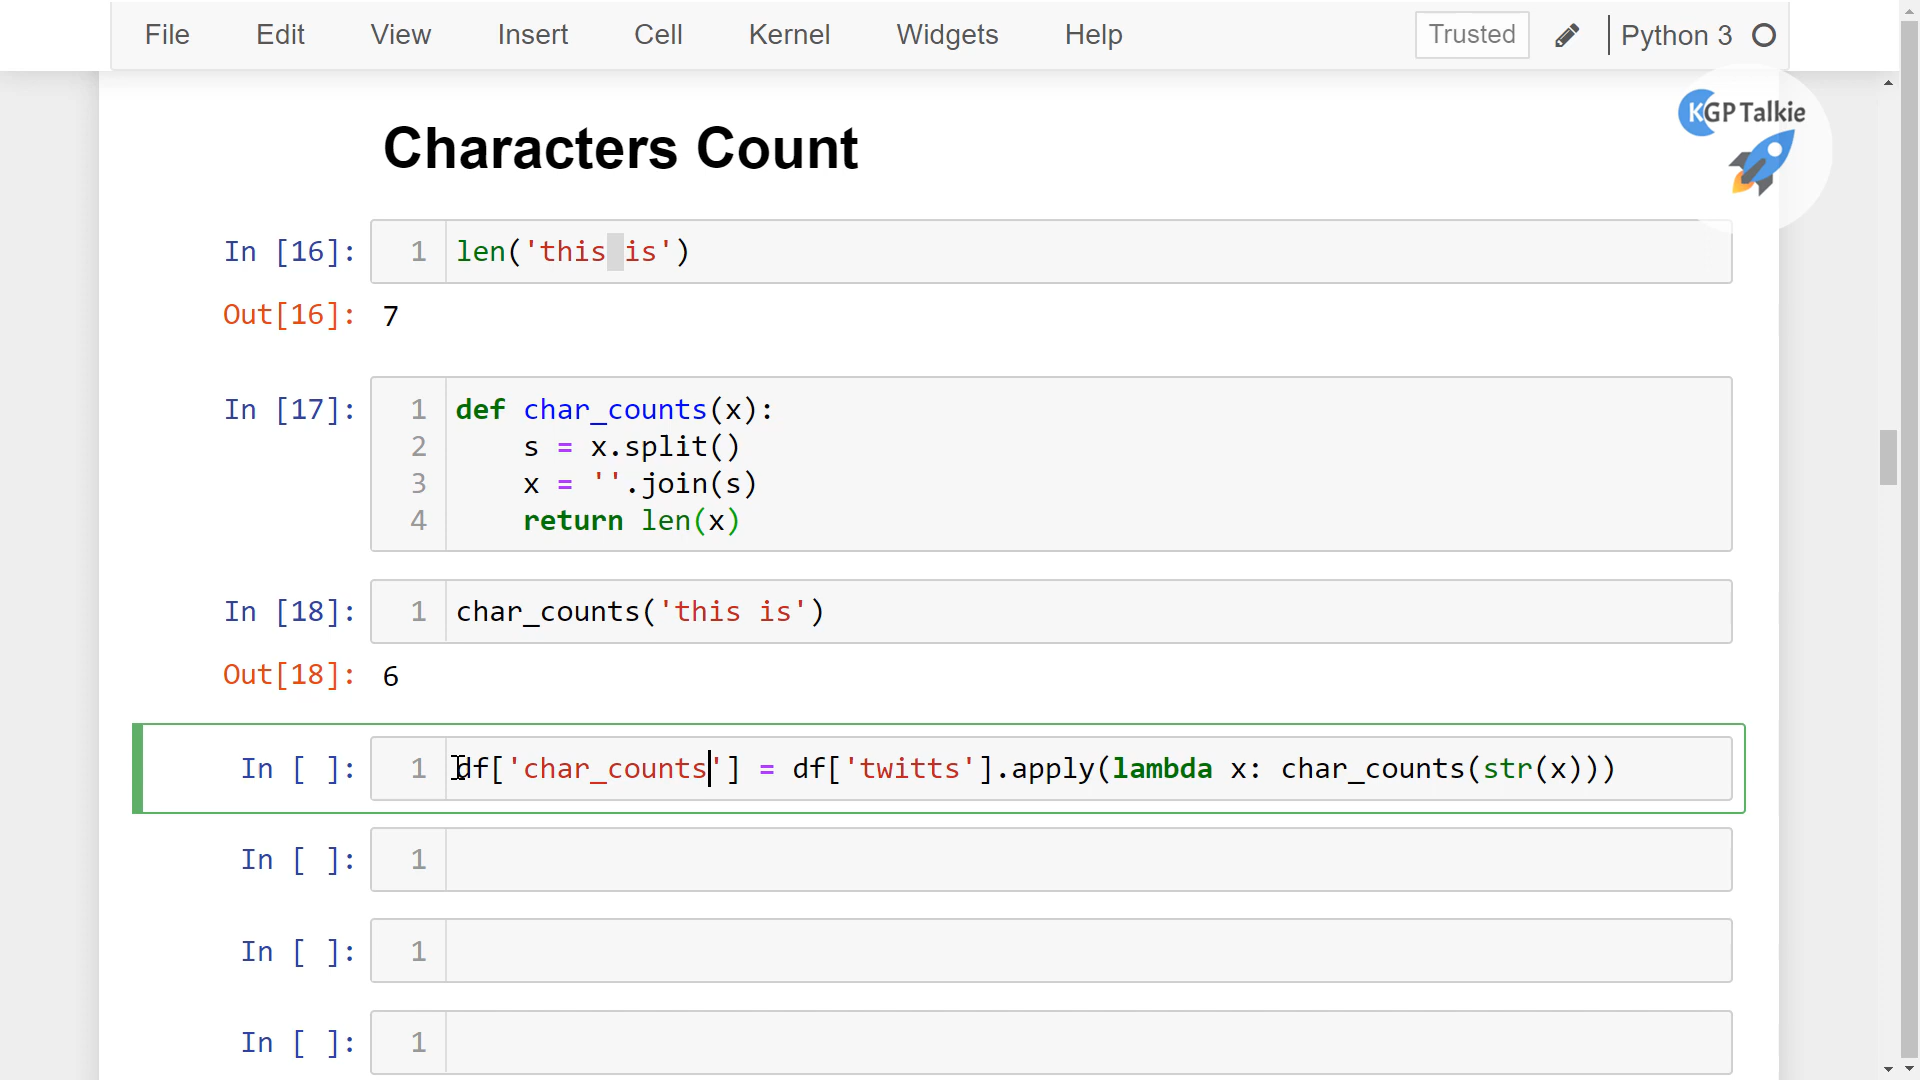 File Edit View Insert Cell Kernel Widgets Help Trusted Python 3
KGP Talkie
Characters Count
In [16]: 1 len('this is')
Out[16]: 7
In [17]: 1 def char_counts(x):
2 s = x.split()
3 x = ''.join(s)
4 return len(x)
In [18]: 1 char_counts('this is')
Out[18]: 6
In [ ]: 1 df['char_counts'] = df['twitts'].apply(lambda x: char_counts(str(x)))
In [ ]: 1
In [ ]: 1
In [ ]: 1